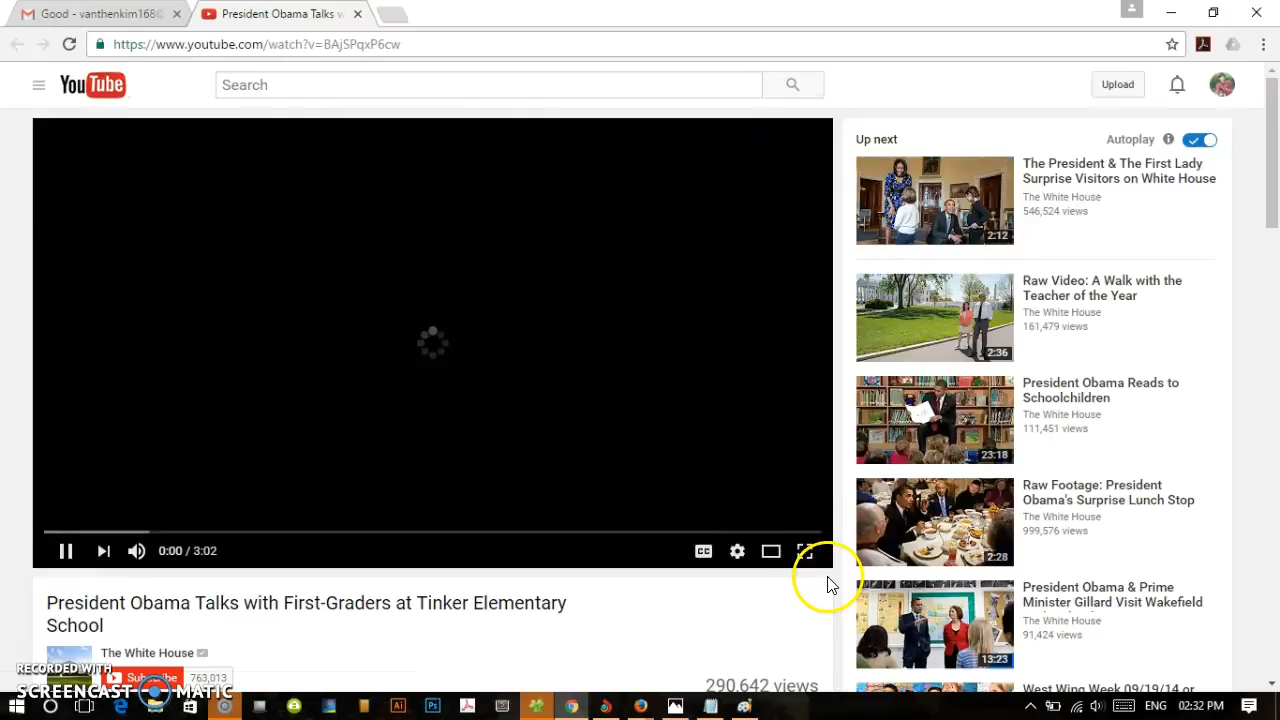 Good - vanthenkim168@
President Obama Talks w
https://www.youtube.com/watch?v=BAjSPqxP6cw
YouTube
Search
Upload
0:00 / 3:02
CC
President Obama Talks with First-Graders at Tinker Elementary
School
The White House
Subscribe
763,013
290,642 views
Up next
Autoplay
2:12
The President & The First Lady
Surprise Visitors on White House
The White House
546,524 views
2:36
Raw Video: A Walk with the
Teacher of the Year
The White House
161,479 views
23:18
President Obama Reads to
Schoolchildren
The White House
111,451 views
2:28
Raw Footage: President
Obama's Surprise Lunch Stop
The White House
999,576 views
13:23
President Obama & Prime
Minister Gillard Visit Wakefield
The White House
91,424 views
West Wing Week 09/19/14 or
RECORDED WITH
SCREENCAST MATIC
Ai
Ps
ENG
02:32 PM